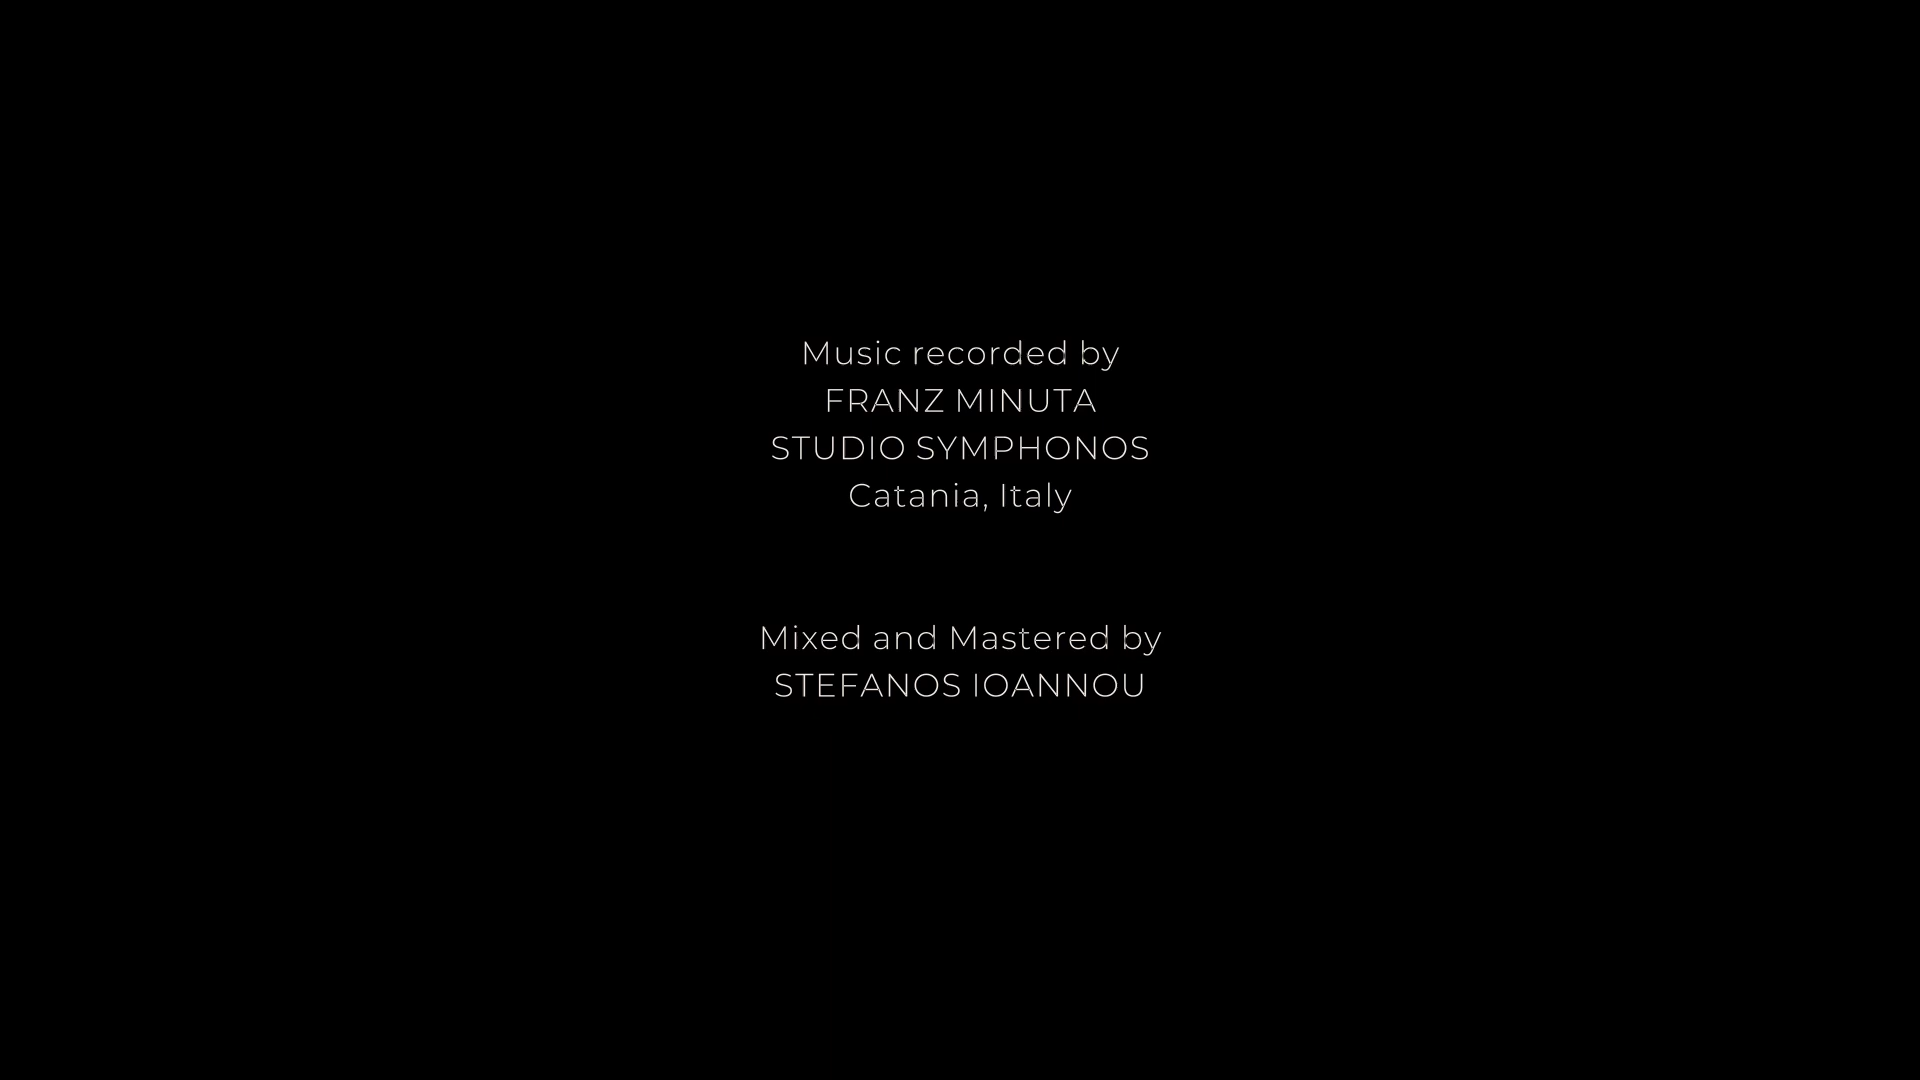 Music recorded by
FRANZ MINUTA
STUDIO SYMPHONOS
Catania, Italy
Mixed and Mastered by
STEFANOS IOANNOU